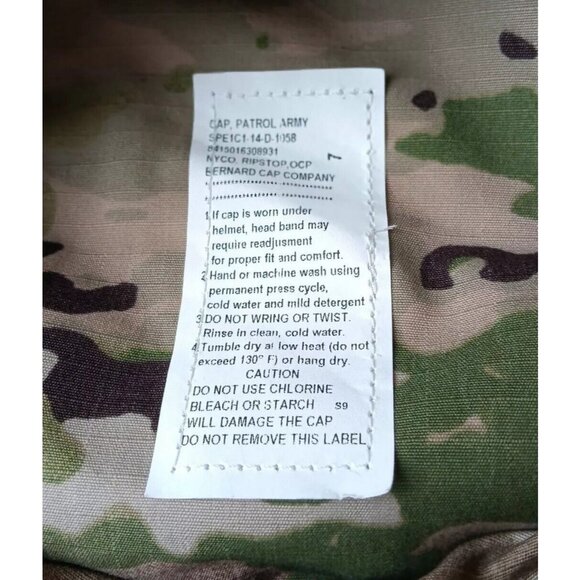 CAP, PATROL ARMY
SPE1C1-14-D-1058
8415016308931
NYCO, RIPSTOP,OCP
BERNARD CAP COMPANY
7
1. If cap is worn under
helmet, head band may
require readjusment
for proper fit and comfort.
2. Hand or machine wash using
permanent press cycle,
cold water and mild detergent
3. DO NOT WRING OR TWIST.
Rinse in clean, cold water.
4. Tumble dry at low heat (do not
exceed 130° F) or hang dry.
CAUTION
DO NOT USE CHLORINE
BLEACH OR STARCH S9
WILL DAMAGE THE CAP
DO NOT REMOVE THIS LABEL